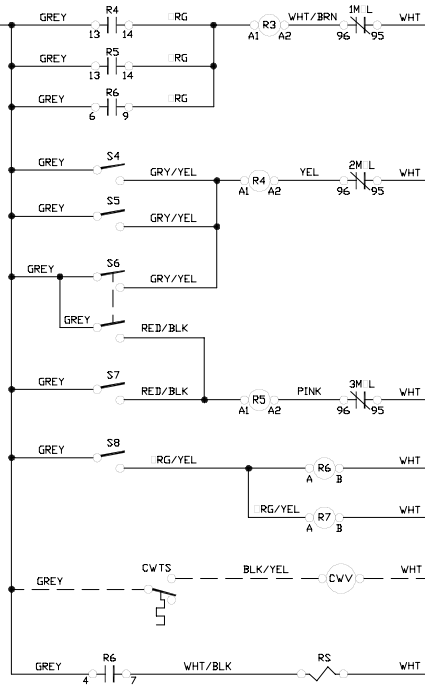 GREY R4 RG R3 WHT/BRN 1M L WHT
13 14 A1 A2 96 95
GREY R5 RG
13 14
GREY R6 RG
6 9
GREY S4
GRY/YEL R4 YEL 2M L WHT
A1 A2 96 95
GREY S5
GRY/YEL
GREY S6
GRY/YEL
GREY RED/BLK
GREY S7
RED/BLK R5 PINK 3M L WHT
A1 A2 96 95
GREY S8
RG/YEL R6 WHT
A B
RG/YEL R7 WHT
A B
CWTS BLK/YEL CWV WHT
GREY
GREY R6 WHT/BLK RS WHT
4 7